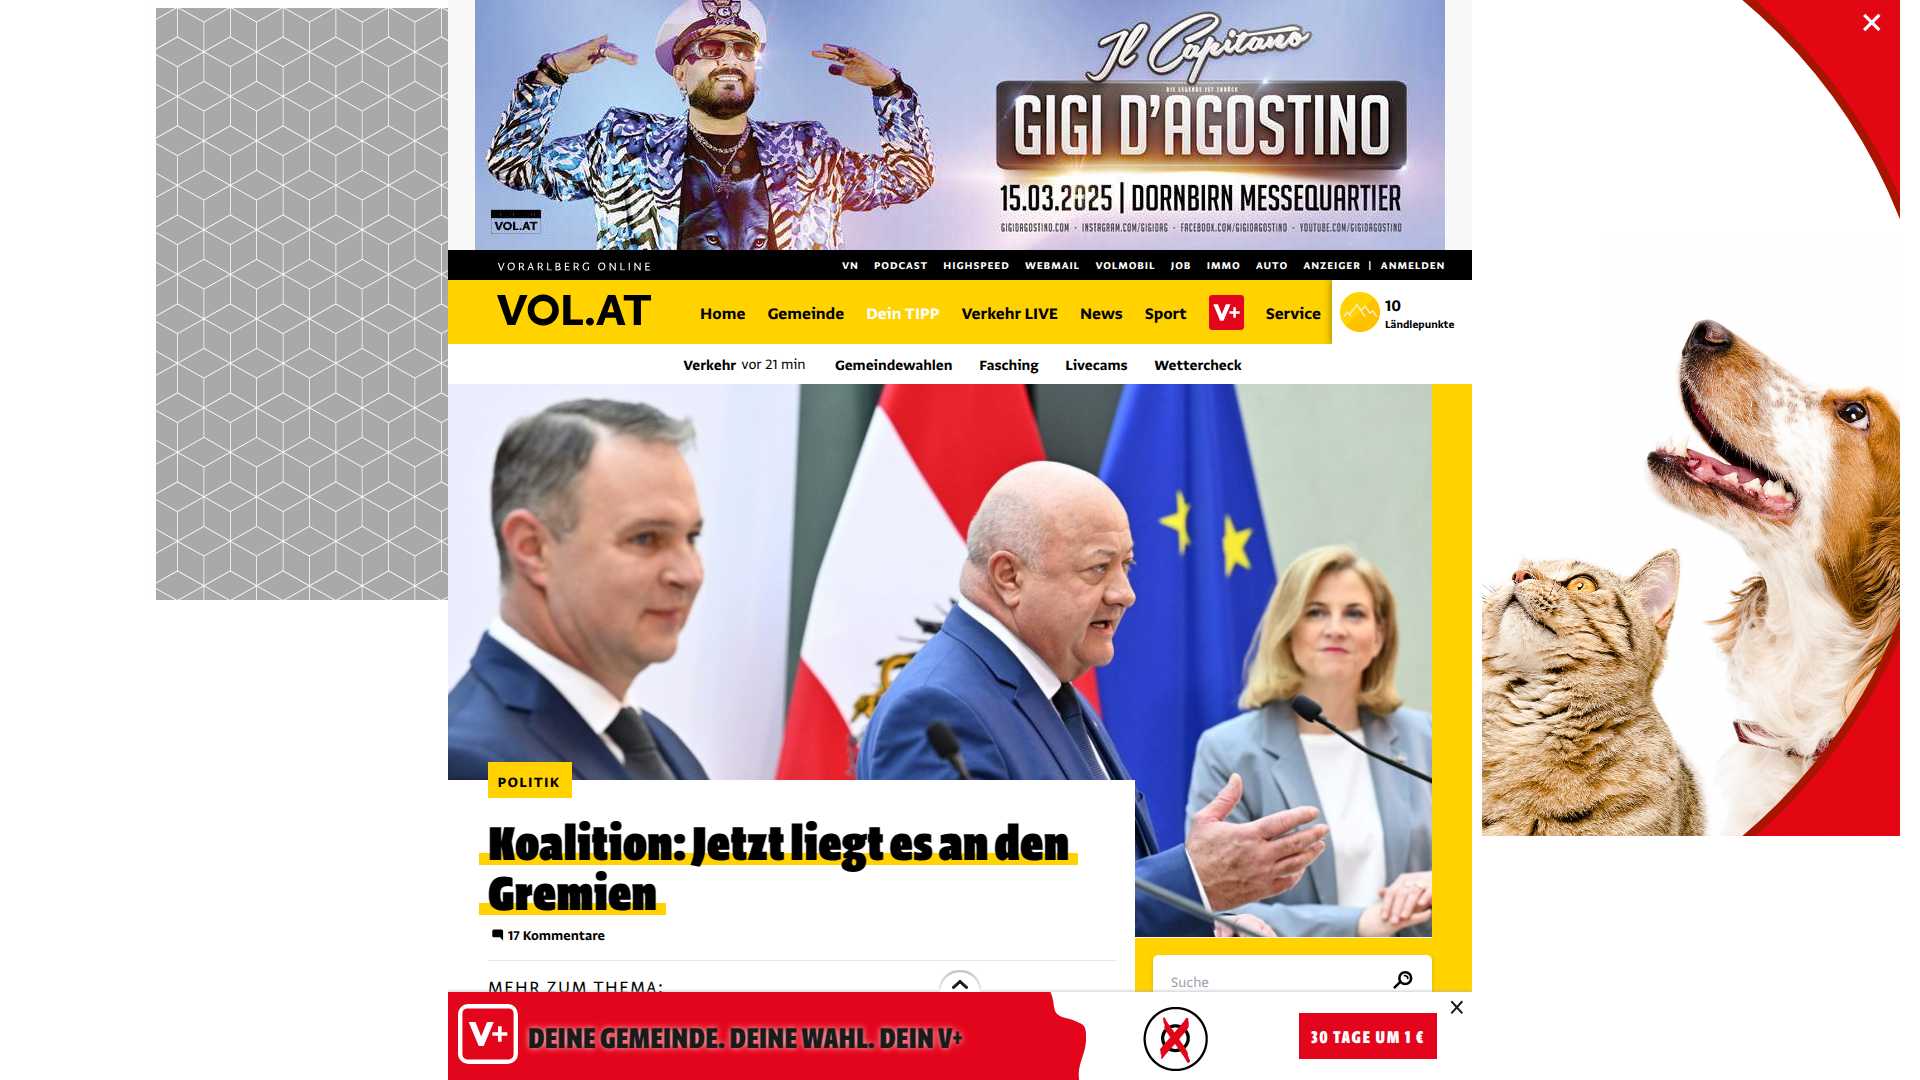 Il Capitano
DIE LEGENDE IST ZURÜCK
GIGI D'AGOSTINO
15.03.2025 | DORNBIRN MESSEQUARTIER
GIGIDAGOSTINO.COM - INSTAGRAM.COM/GIGIDAG - FACEBOOK.COM/GIGIDAGOSTINO - YOUTUBE.COM/GIGIDAGOSTINO
VOL.AT
VORARLBERG ONLINE
VN PODCAST HIGHSPEED WEBMAIL VOLMOBIL JOB IMMO AUTO ANZEIGER | ANMELDEN
VOL.AT
Home Gemeinde Dein TIPP Verkehr LIVE News Sport V+ Service
10
Ländlepunkte
Verkehr vor 21 min Gemeindewahlen Fasching Livecams Wettercheck
POLITIK
Koalition: Jetzt liegt es an den
Gremien
17 Kommentare
MEHR ZUM THEMA:
Suche
V+ DEINE GEMEINDE. DEINE WAHL. DEIN V+
30 TAGE UM 1 €